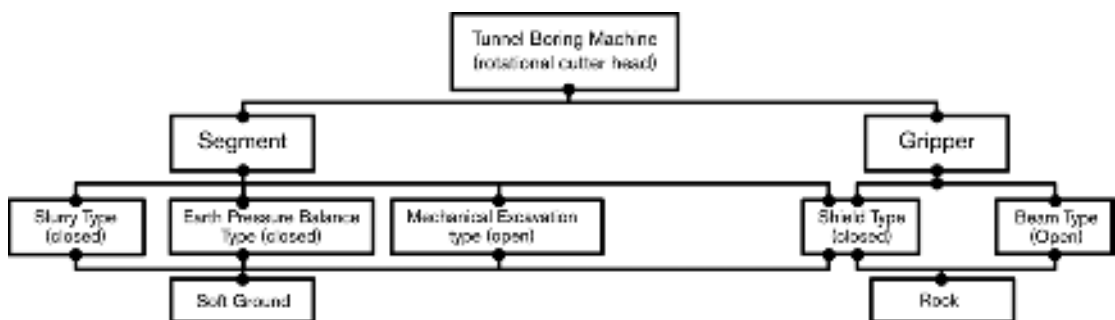 Tunnel Boring Machine
(rotational cutter head)
Segment
Gripper
Slurry Type
(closed)
Earth Pressure Balance
Type (closed)
Mechanical Excavation
type (open)
Shield Type
(closed)
Beam Type
(Open)
Soft Ground
Rock